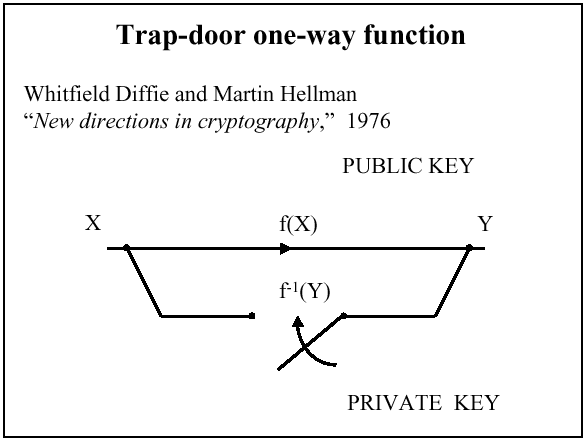 Trap-door one-way function
Whitfield Diffie and Martin Hellman
“New directions in cryptography,” 1976
PUBLIC KEY
X f(X) Y
f⁻¹(Y)
PRIVATE KEY